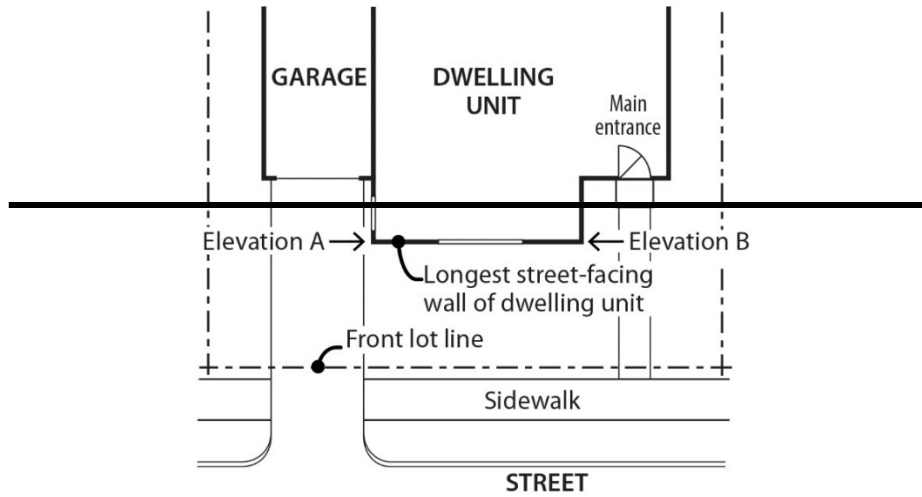 GARAGE
DWELLING
UNIT
Main
entrance
Elevation A
Elevation B
Longest street-facing
wall of dwelling unit
Front lot line
Sidewalk
STREET